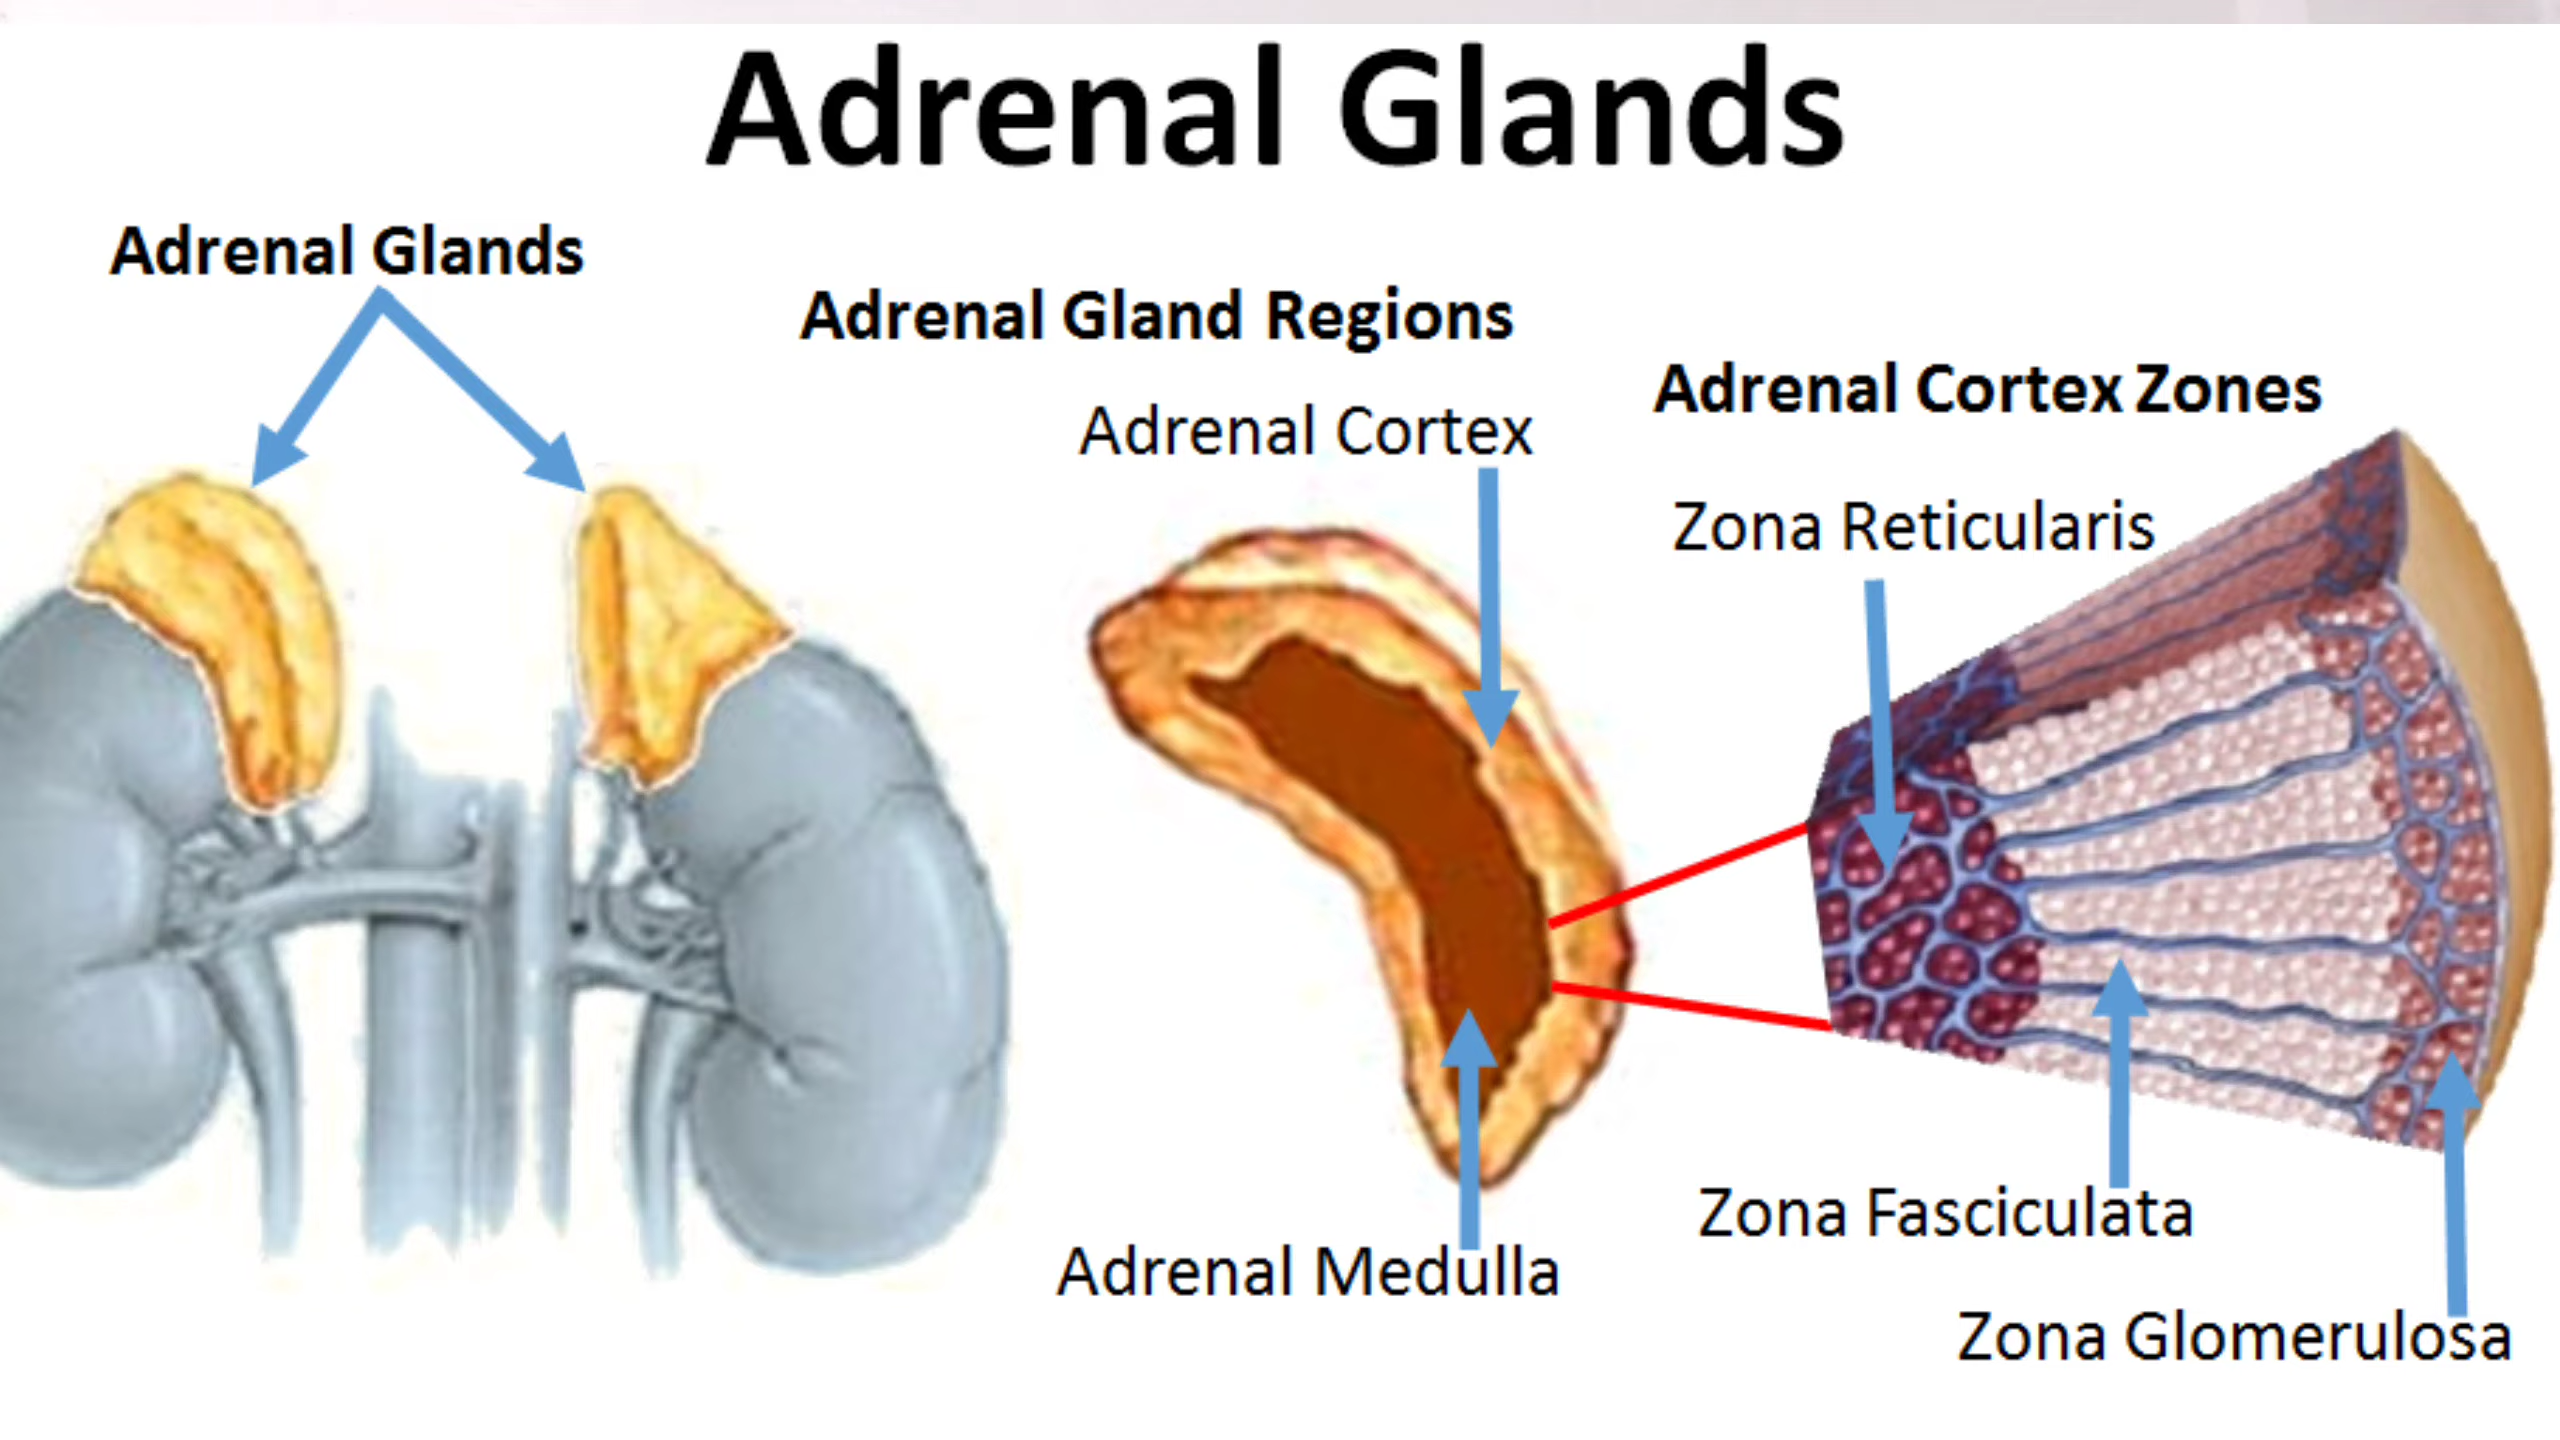 Adrenal Glands
Adrenal Glands
Adrenal Gland Regions
Adrenal Cortex
Adrenal Medulla
Adrenal Cortex Zones
Zona Reticularis
Zona Fasciculata
Zona Glomerulosa